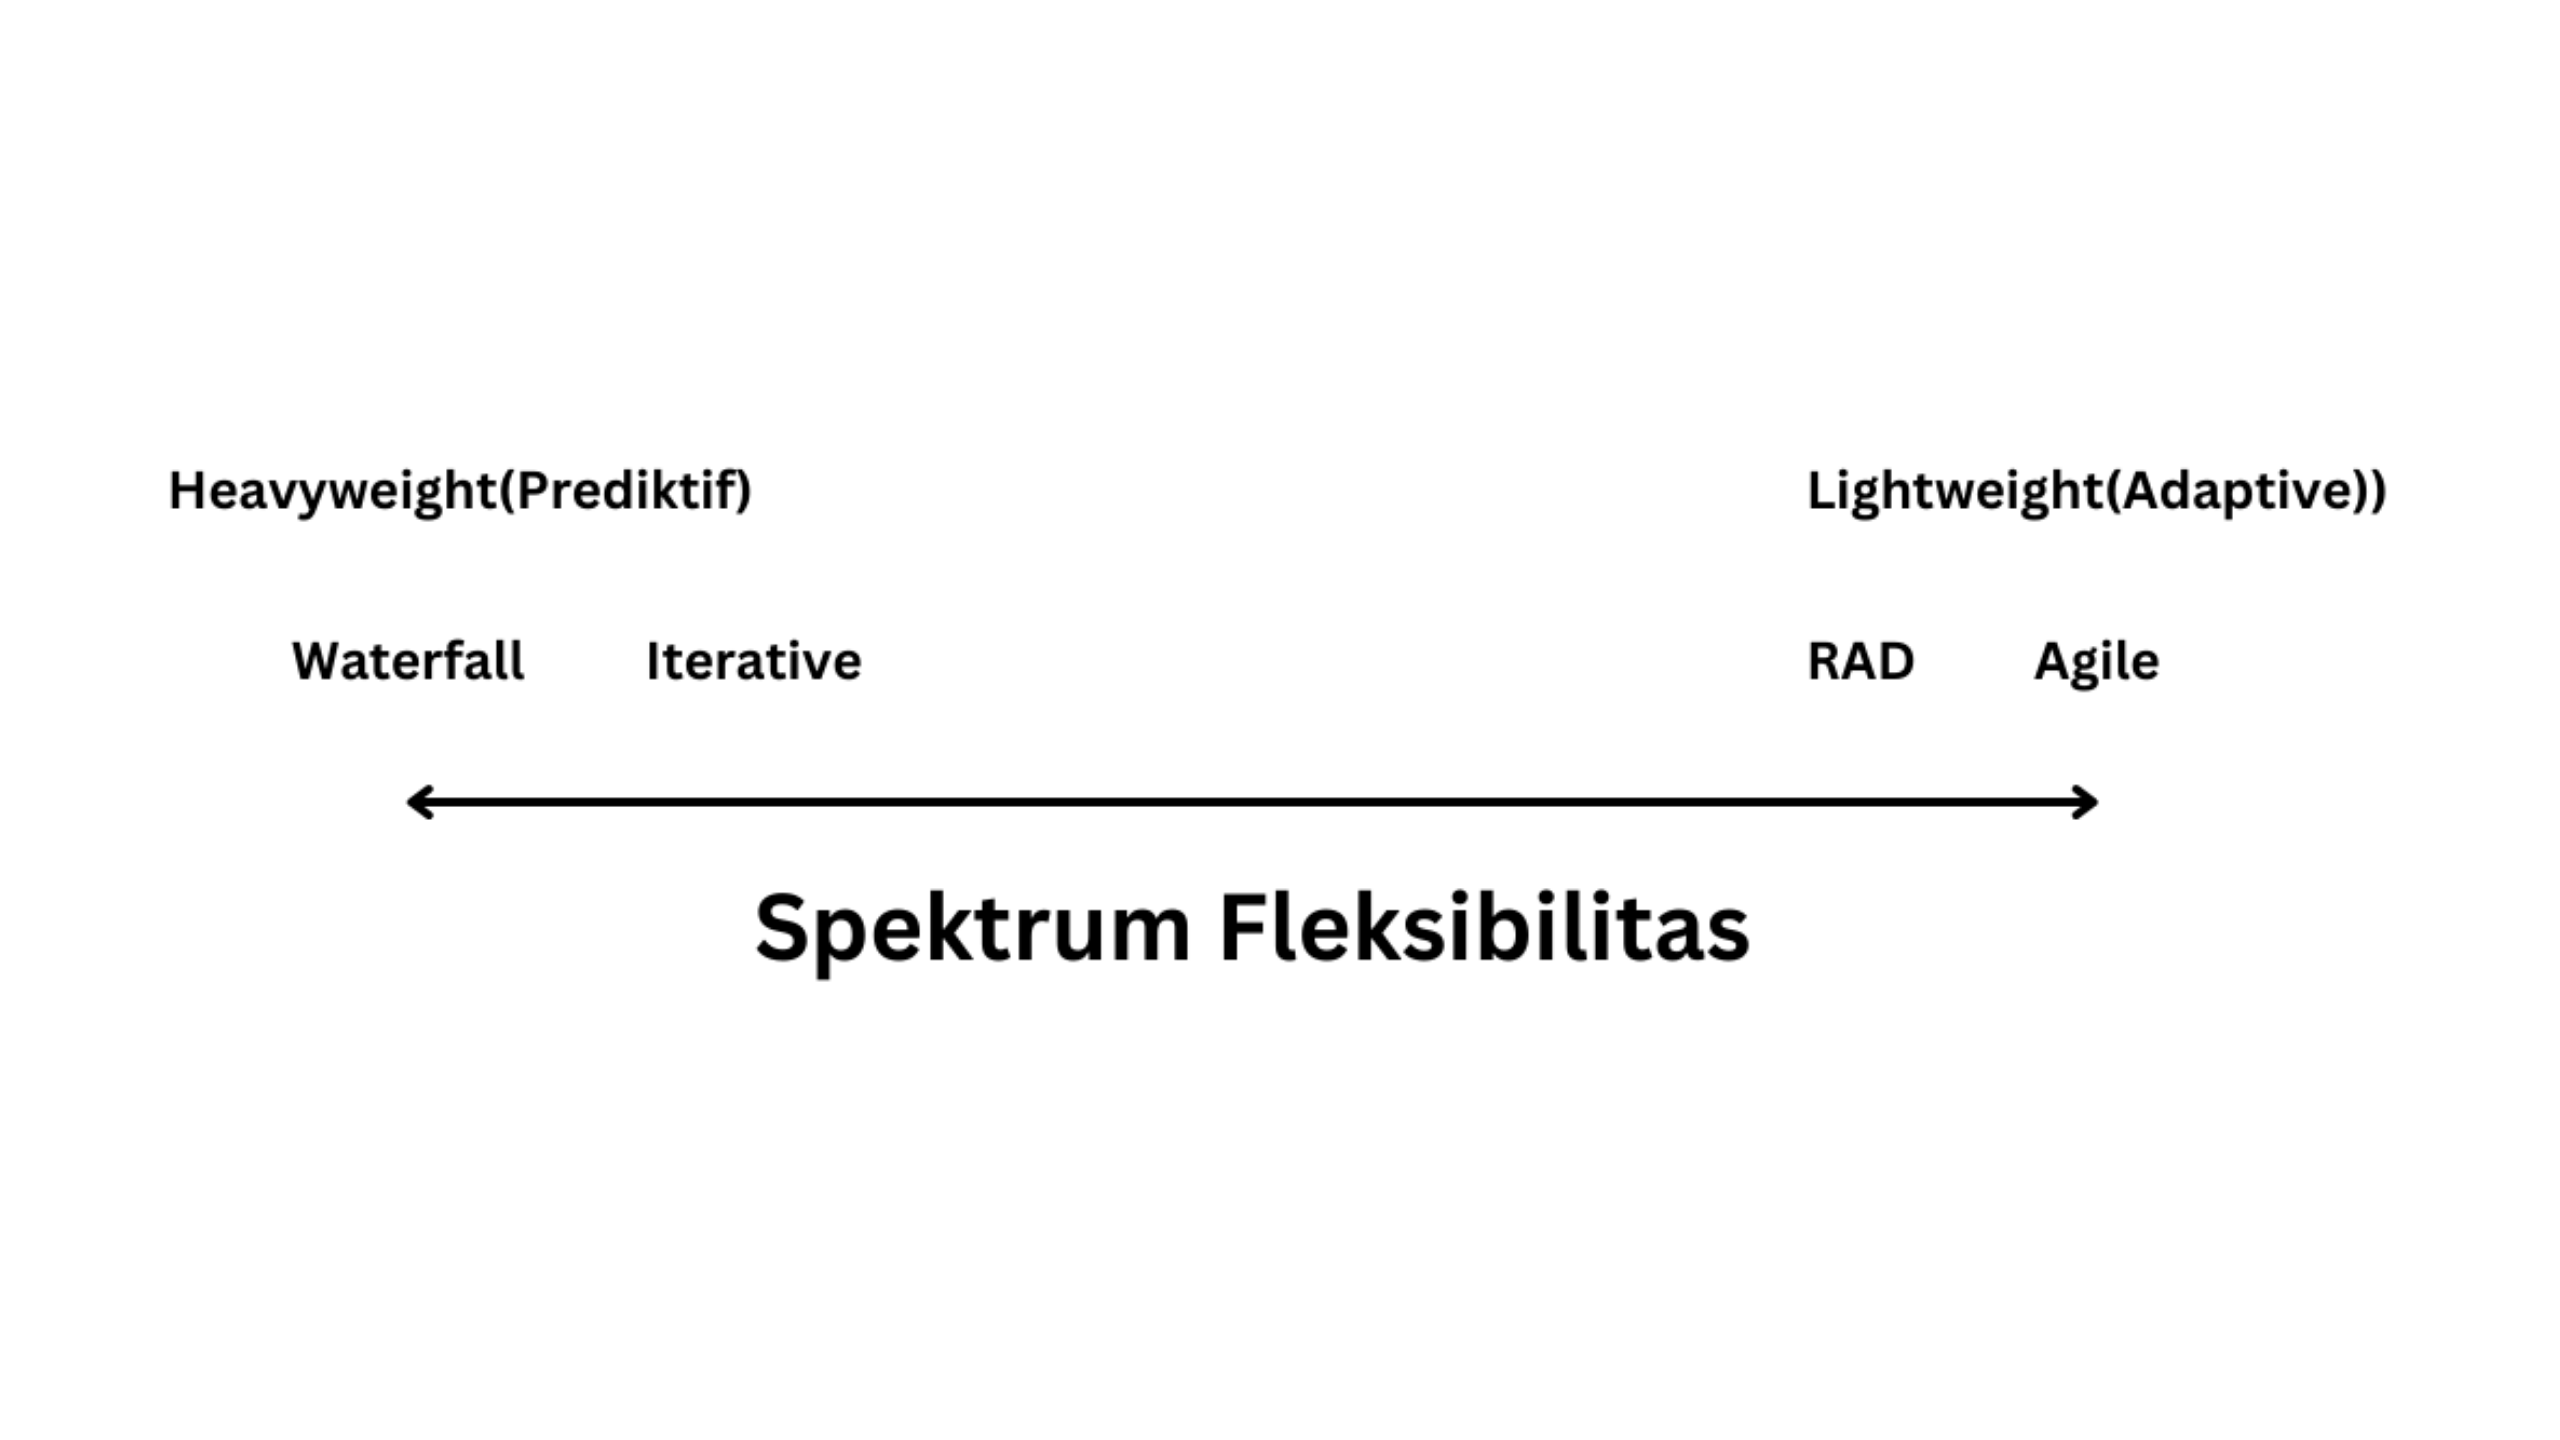 Heavyweight(Prediktif)
Lightweight(Adaptive))
Waterfall
Iterative
RAD
Agile
Spektrum Fleksibilitas